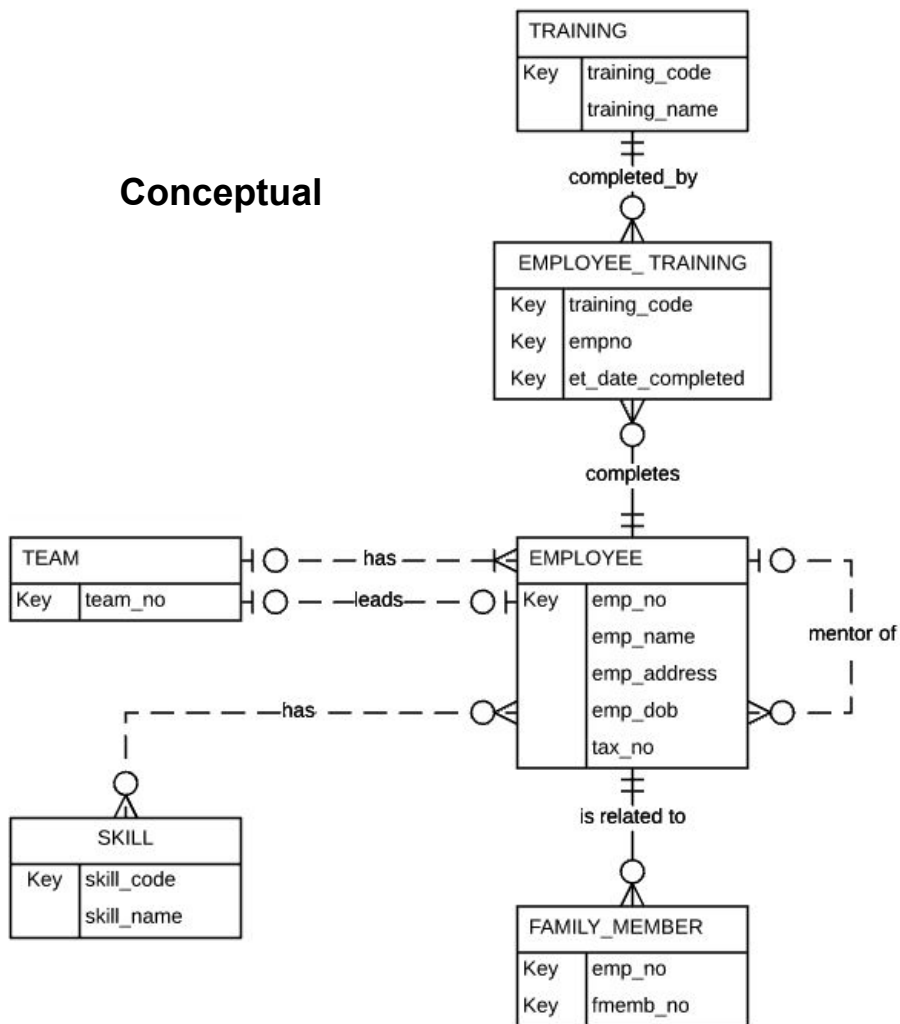 TRAINING
Key training_code
training_name
Conceptual
completed_by
EMPLOYEE_ TRAINING
Key training_code
Key empno
Key et_date_completed
completes
TEAM
Key team_no
has
leads
EMPLOYEE
Key emp_no
emp_name
emp_address
emp_dob
tax_no
mentor of
has
SKILL
Key skill_code
skill_name
is related to
FAMILY_MEMBER
Key emp_no
Key fmemb_no